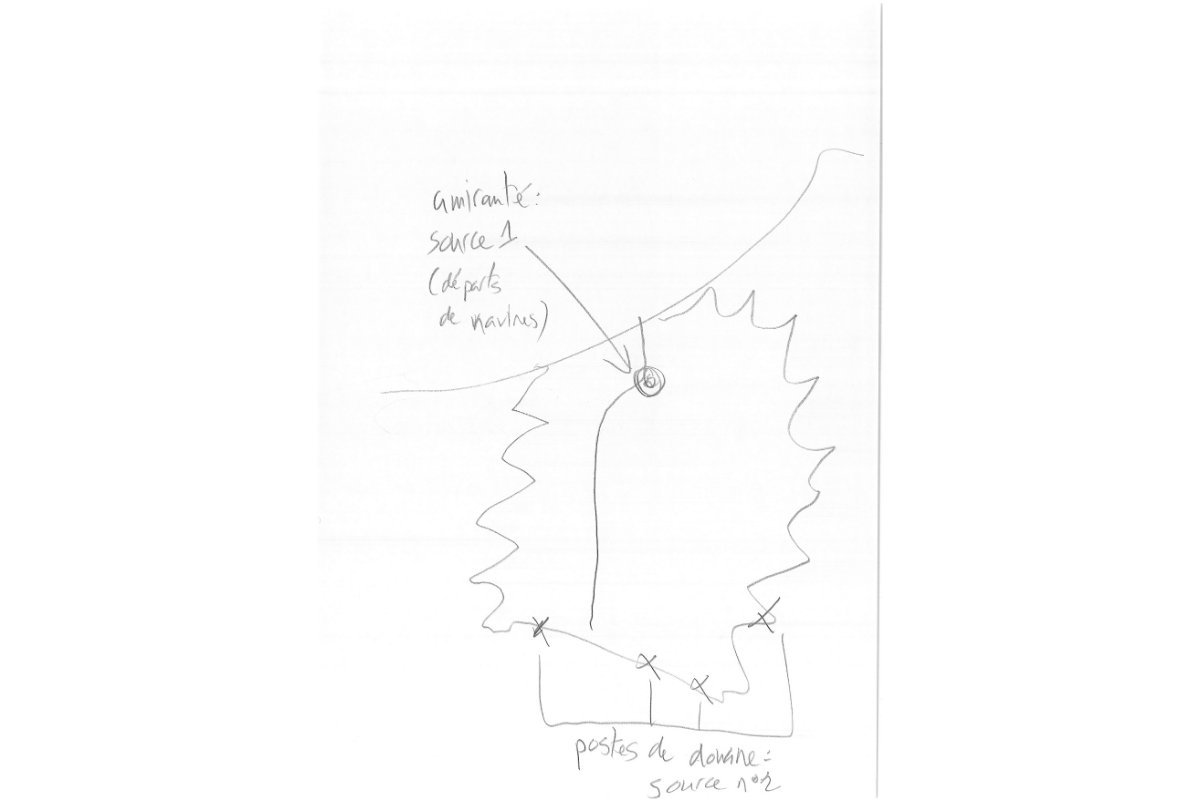 amirauté:
source 1
(départs
de navires)
postes de douane:
source n°2